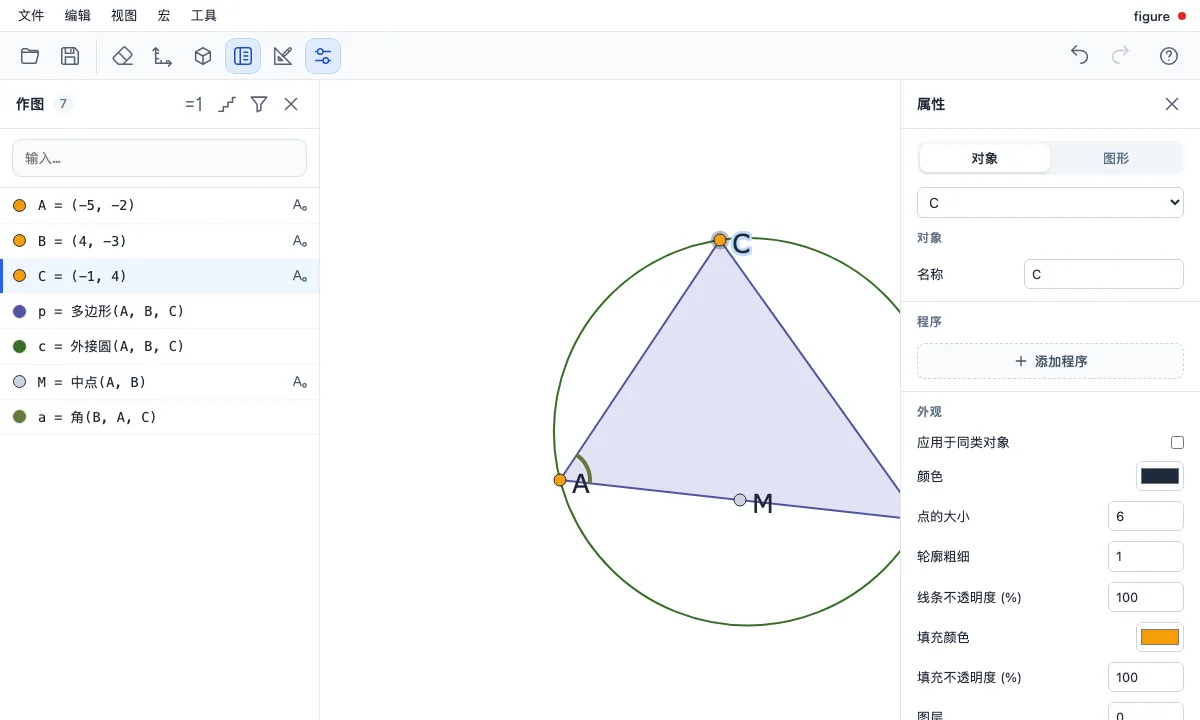 文件 编辑 视图 宏 工具 figure
作图 7 =1
输入…
A = (−5, −2)
B = (4, −3)
C = (−1, 4)
p = 多边形(A, B, C)
c = 外接圆(A, B, C)
M = 中点(A, B)
a = 角(B, A, C)
C
A
M
属性
对象 图形
C
对象
名称 C
程序
添加程序
外观
应用于同类对象
颜色
点的大小 6
轮廓粗细 1
线条不透明度 (%) 100
填充颜色
填充不透明度 (%) 100
图层 0